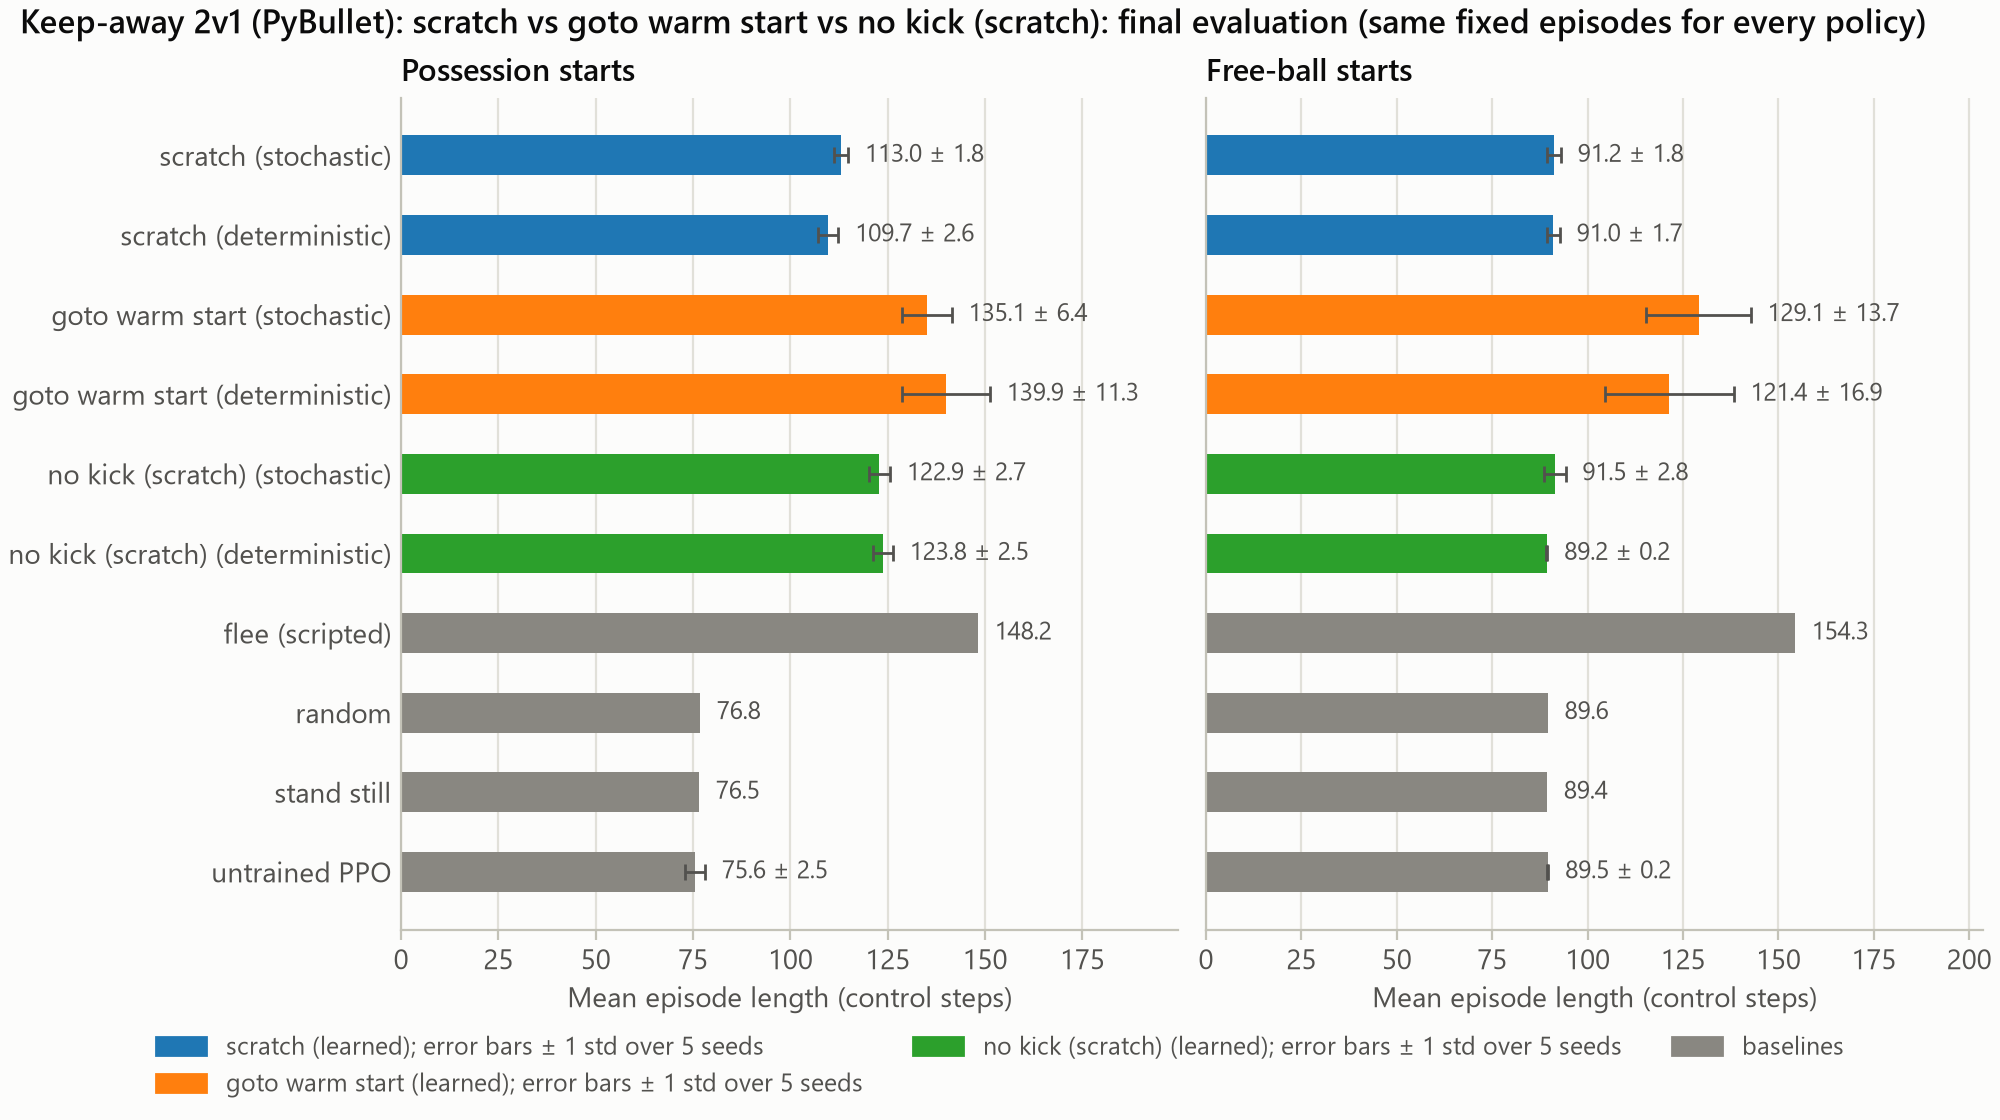 Keep-away 2v1 (PyBullet): scratch vs goto warm start vs no kick (scratch): final evaluation (same fixed episodes for every policy)
Possession starts
Free-ball starts
scratch (stochastic)
113.0 ± 1.8
91.2 ± 1.8
scratch (deterministic)
109.7 ± 2.6
91.0 ± 1.7
goto warm start (stochastic)
135.1 ± 6.4
129.1 ± 13.7
goto warm start (deterministic)
139.9 ± 11.3
121.4 ± 16.9
no kick (scratch) (stochastic)
122.9 ± 2.7
91.5 ± 2.8
no kick (scratch) (deterministic)
123.8 ± 2.5
89.2 ± 0.2
flee (scripted)
148.2
154.3
random
76.8
89.6
stand still
76.5
89.4
untrained PPO
75.6 ± 2.5
89.5 ± 0.2
0 25 50 75 100 125 150 175
0 25 50 75 100 125 150 175 200
Mean episode length (control steps)
Mean episode length (control steps)
scratch (learned); error bars ± 1 std over 5 seeds
goto warm start (learned); error bars ± 1 std over 5 seeds
no kick (scratch) (learned); error bars ± 1 std over 5 seeds
baselines